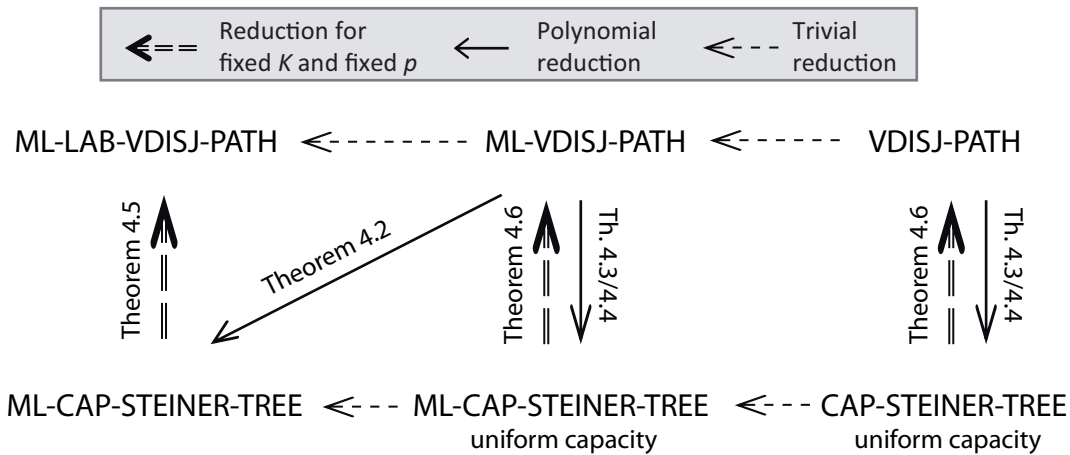 Reduction for
fixed K and fixed p
Polynomial
reduction
Trivial
reduction
ML-LAB-VDISJ-PATH
ML-VDISJ-PATH
VDISJ-PATH
Theorem 4.5
Theorem 4.2
Theorem 4.6
Th. 4.3/4.4
Theorem 4.6
Th. 4.3/4.4
ML-CAP-STEINER-TREE
ML-CAP-STEINER-TREE
uniform capacity
CAP-STEINER-TREE
uniform capacity